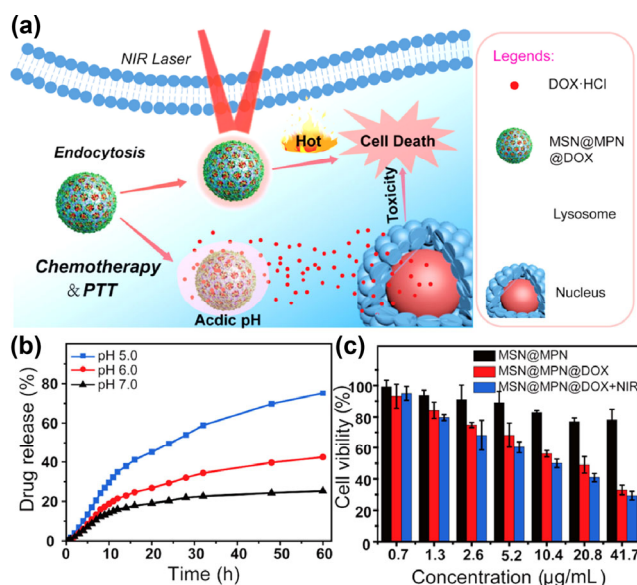 (a)
NIR Laser
Endocytosis
Hot
Cell Death
Toxicity
Chemotherapy
& PTT
Acdic pH
Legends:
DOX·HCl
MSN@MPN
@DOX
Lysosome
Nucleus
(b)
pH 5.0
pH 6.0
pH 7.0
Drug release (%)
80
60
40
20
0
0 10 20 30 40 50 60
Time (h)
(c)
MSN@MPN
MSN@MPN@DOX
MSN@MPN@DOX+NIR
Cell vibility (%)
100
80
60
40
20
0
0.7 1.3 2.6 5.2 10.4 20.8 41.7
Concentration (μg/mL)